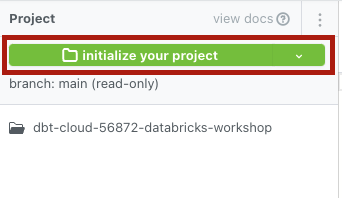 Project view docs
initialize your project
branch: main (read-only)
dbt-cloud-56872-databricks-workshop